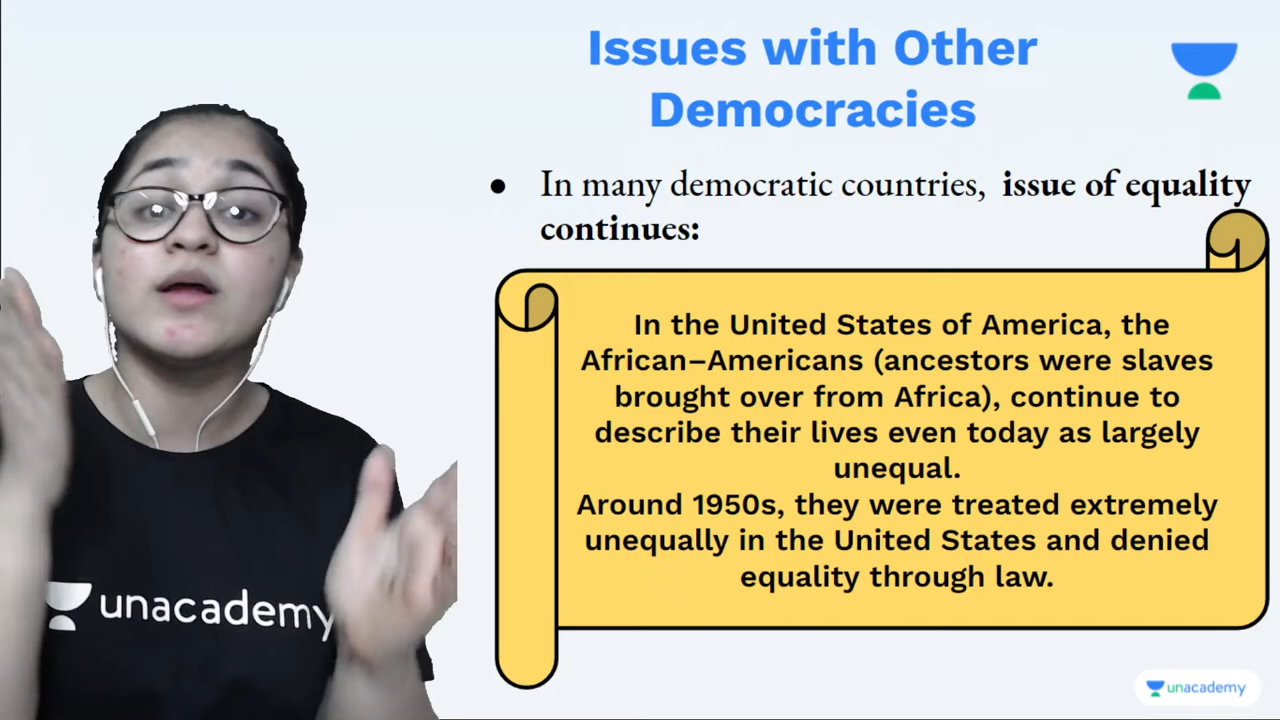 Issues with Other
Democracies
● In many democratic countries, issue of equality
continues:
In the United States of America, the
African–Americans (ancestors were slaves
brought over from Africa), continue to
describe their lives even today as largely
unequal.
Around 1950s, they were treated extremely
unequally in the United States and denied
equality through law.
unacademy
unacademy